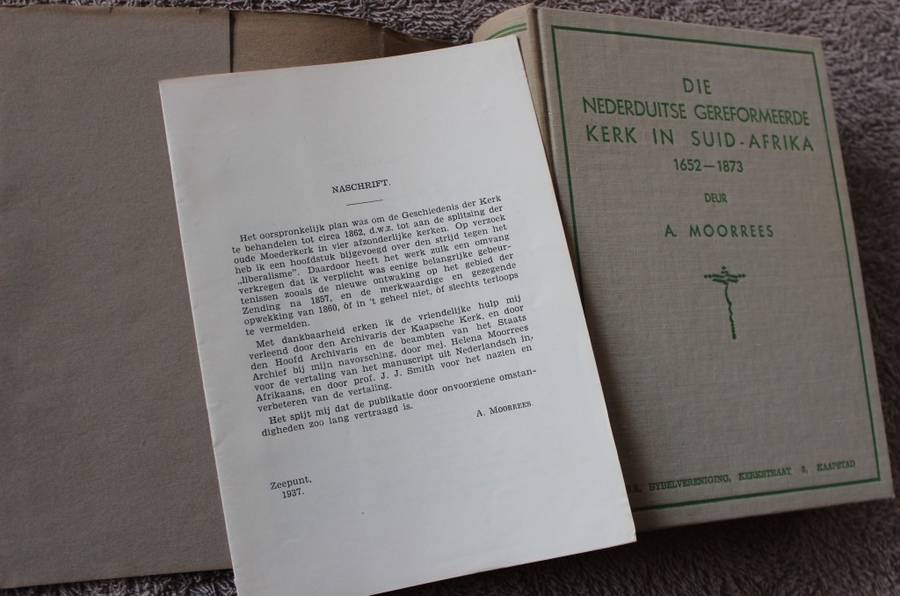 NASCHRIFT.
Het oorspronkelijk plan was om de Geschiedenis der Kerk
te behandelen tot circa 1862, d.w.z. tot aan de splitsing der
oude Moederkerk in vier afzonderlijke kerken. Op verzoek
heb ik een hoofdstuk bijgevoegd over den strijd tegen het
„liberalisme”. Daardoor heeft het werk zulk een omvang
verkregen dat ik verplicht was eenige belangrijke gebeur-
tenissen zooals de nieuwe ontwaking op het gebied der
Zending na 1857, en de merkwaardige en gezegende
opwekking van 1860, òf in 't geheel niet, òf slechts terloops
te vermelden.
Met dankbaarheid erken ik de vriendelijke hulp mij
verleend door den Archivaris der Kaapsche Kerk, en door
den Hoofd Archivaris en de beambten van het Staats
Archief bij mijn navorsching, door mej. Helena Moorrees
voor de vertaling van het manuscript uit Nederlandsch in,
Afrikaans, en door prof. J. J. Smith voor het nazien en
verbeteren van de vertaling.
Het spijt mij dat de publikatie door onvoorziene omstan-
digheden zoo lang vertraagd is.
A. MOORREES.
Zeepunt,
1937.
DIE
NEDERDUITSE GEREFORMEERDE
KERK IN SUID-AFRIKA
1652—1873
DEUR
A. MOORREES
BYBELVERENIGING, KERKSTRAAT 8, KAAPSTAD